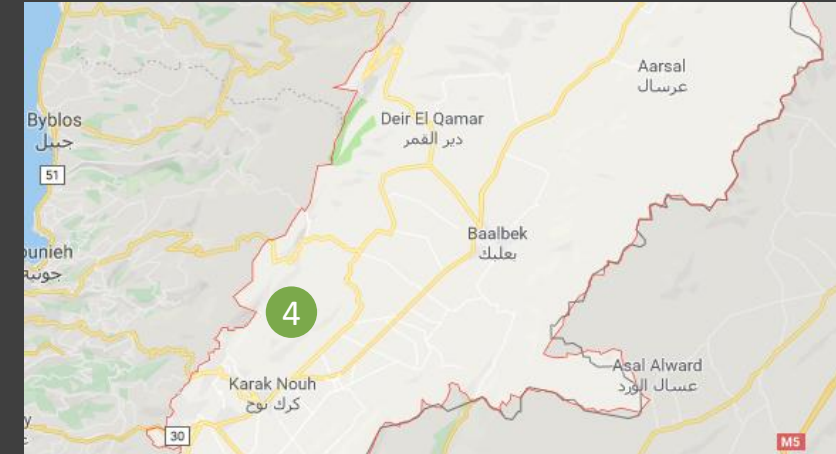 Aarsal
عرسال
Byblos
جبيل
Deir El Qamar
دير القمر
51
Baalbek
بعلبك
ounieh
جونية
4
Asal Alward
عسال الورد
Karak Nouh
كرك نوح
30
M5